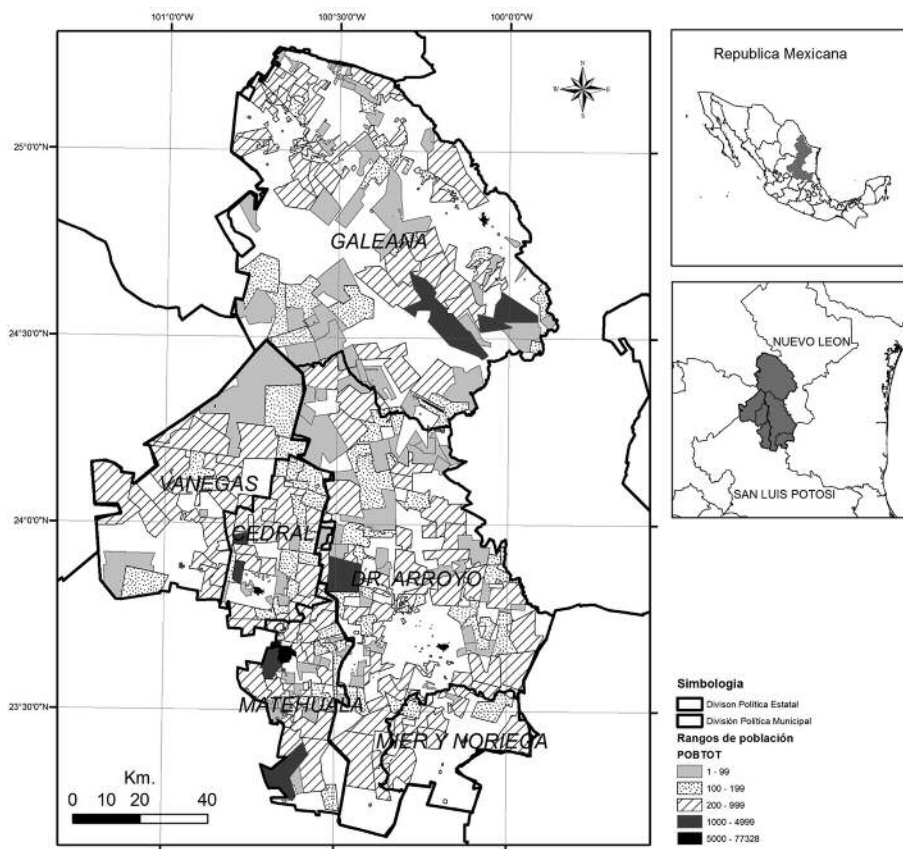 101°0'0"W
100°30'0"W
100°0'0"W
25°0'0"N
24°30'0"N
24°0'0"N
23°30'0"N
N
W
E
S
GALEANA
VANEGAS
CEDRAL
DR. ARROYO
MATEHUALA
MIER Y NORIEGA
Km.
0 10 20 40
Republica Mexicana
NUEVO LEON
SAN LUIS POTOSI
Simbologia
Divison Política Estatal
División Política Municipal
Rangos de población
POBTOT
1 - 99
100 - 199
200 - 999
1000 - 4999
5000 - 77328